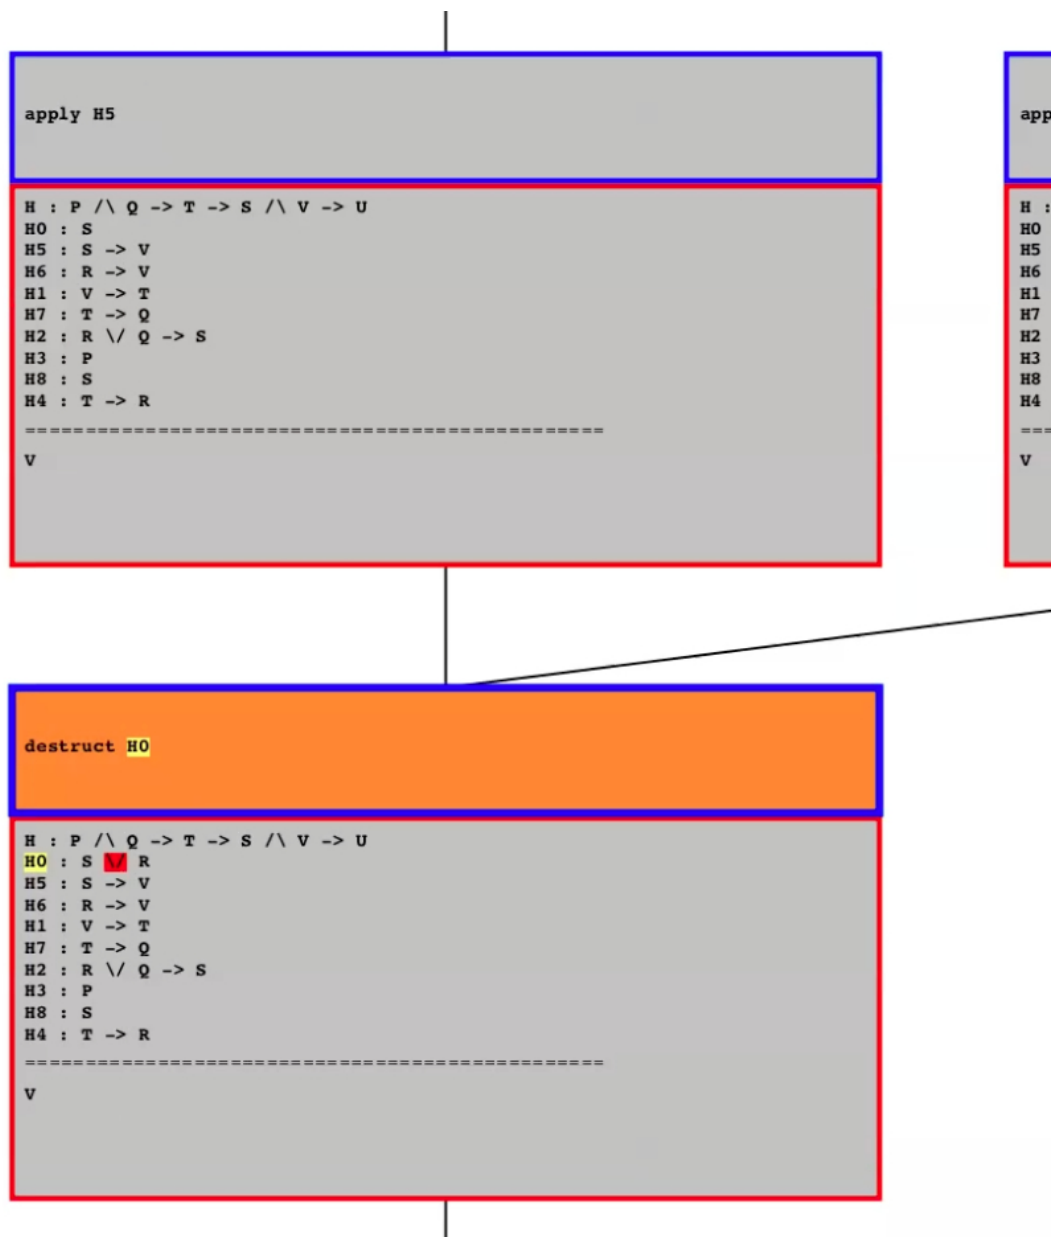 apply H5
H : P /\ Q -> T -> S /\ V -> U
H0 : S
H5 : S -> V
H6 : R -> V
H1 : V -> T
H7 : T -> Q
H2 : R \/ Q -> S
H3 : P
H8 : S
H4 : T -> R
================================================
V
app
H :
H0
H5
H6
H1
H7
H2
H3
H8
H4
===
V
destruct H0
H : P /\ Q -> T -> S /\ V -> U
H0 : S \/ R
H5 : S -> V
H6 : R -> V
H1 : V -> T
H7 : T -> Q
H2 : R \/ Q -> S
H3 : P
H8 : S
H4 : T -> R
================================================
V